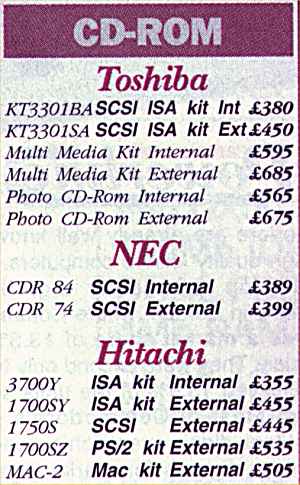 CD-ROM
Toshiba
KT3301BA SCSI ISA kit Int £380
KT3301SA SCSI ISA kit Ext £450
Multi Media Kit Internal £595
Multi Media Kit External £685
Photo CD-Rom Internal £565
Photo CD-Rom External £675
NEC
CDR 84 SCSI Internal £389
CDR 74 SCSI External £399
Hitachi
3700Y ISA kit Internal £355
1700SY ISA kit External £455
1750S SCSI External £445
1700SZ PS/2 kit External £535
MAC-2 Mac kit External £505